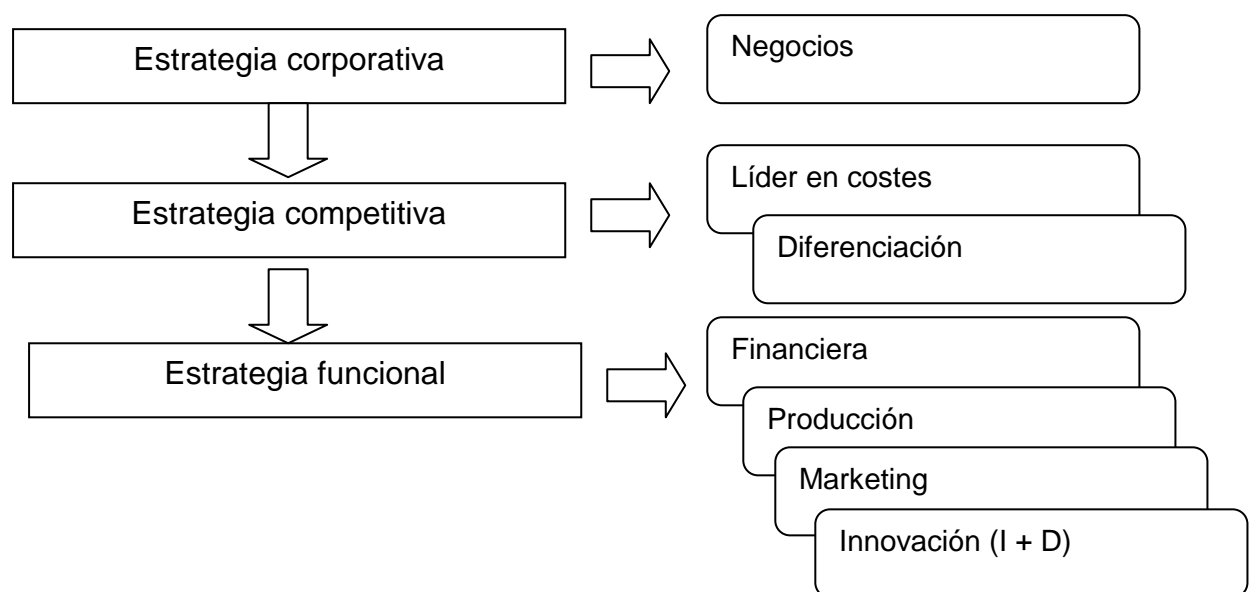 Estrategia corporativa
Negocios
Estrategia competitiva
Líder en costes
Diferenciación
Estrategia funcional
Financiera
Producción
Marketing
Innovación (I + D)